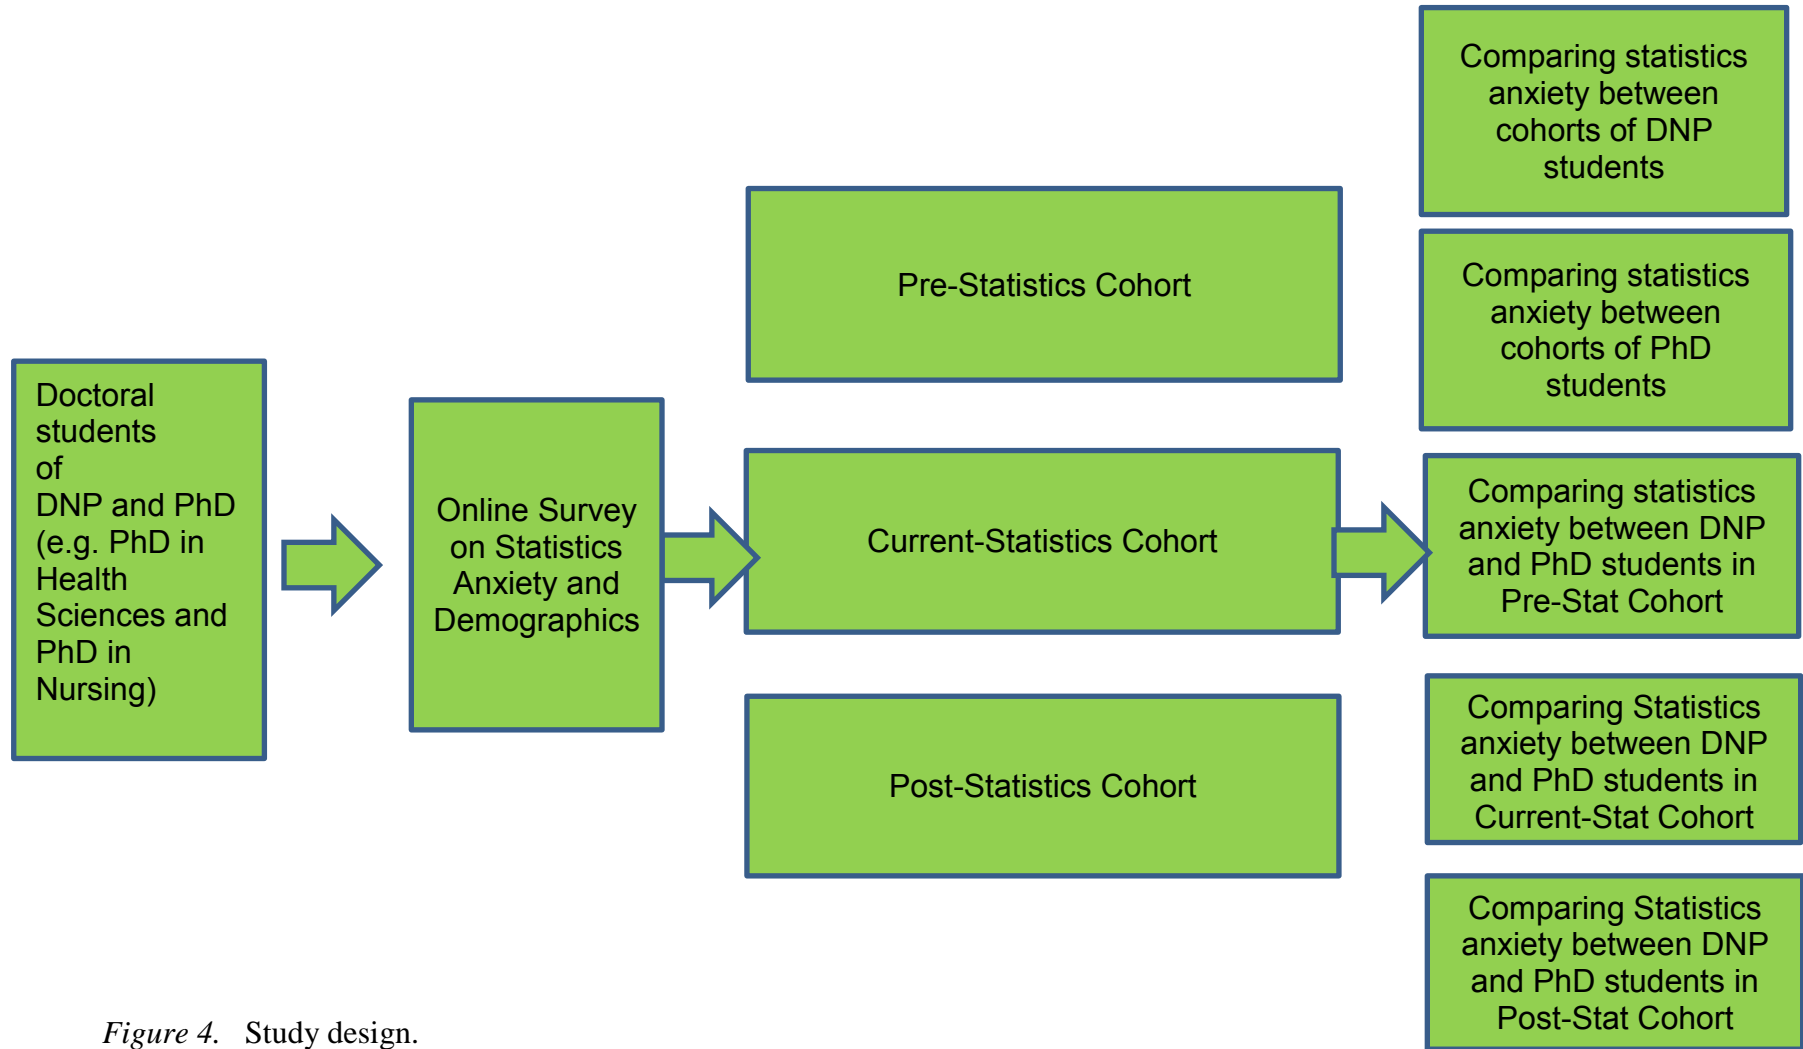 Doctoral
students
of
DNP and PhD
(e.g. PhD in
Health
Sciences and
PhD in
Nursing)
Online Survey
on Statistics
Anxiety and
Demographics
Pre-Statistics Cohort
Current-Statistics Cohort
Post-Statistics Cohort
Comparing statistics
anxiety between
cohorts of DNP
students
Comparing statistics
anxiety between
cohorts of PhD
students
Comparing statistics
anxiety between DNP
and PhD students in
Pre-Stat Cohort
Comparing Statistics
anxiety between DNP
and PhD students in
Current-Stat Cohort
Comparing Statistics
anxiety between DNP
and PhD students in
Post-Stat Cohort
Figure 4. Study design.